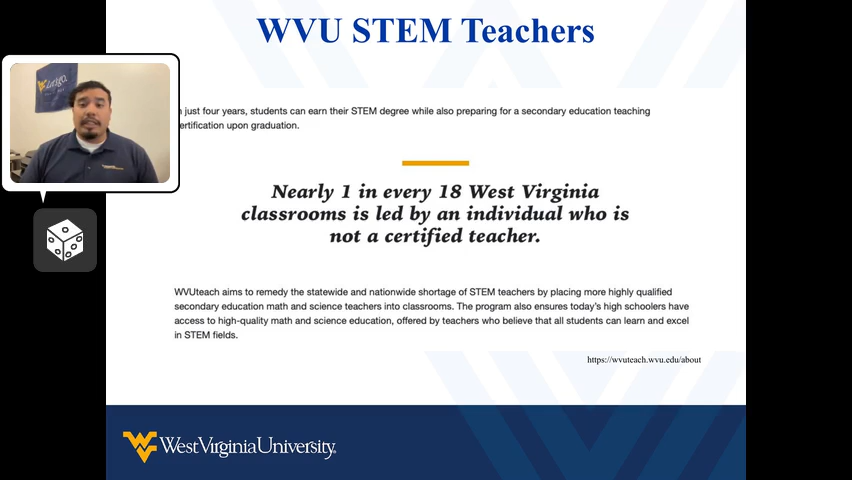 WVU STEM Teachers
just four years, students can earn their STEM degree while also preparing for a secondary education teaching
ertification upon graduation.
Nearly 1 in every 18 West Virginia
classrooms is led by an individual who is
not a certified teacher.
WVUteach aims to remedy the statewide and nationwide shortage of STEM teachers by placing more highly qualified
secondary education math and science teachers into classrooms. The program also ensures today's high schoolers have
access to high-quality math and science education, offered by teachers who believe that all students can learn and excel
in STEM fields.
https://wvuteach.wvu.edu/about
WestVirginiaUniversity.